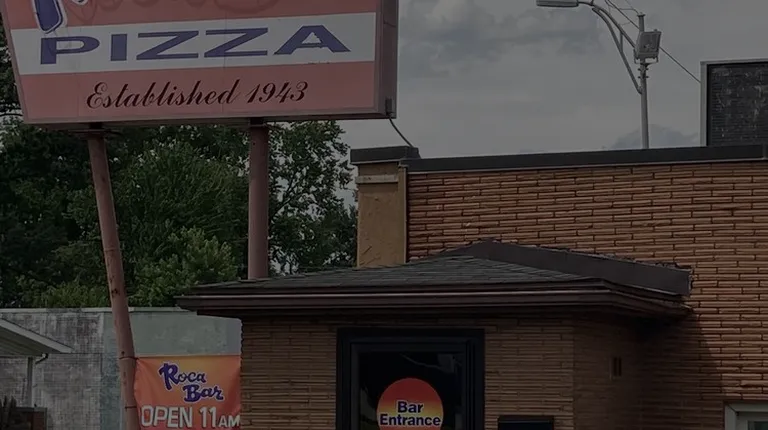 PIZZA
Established 1943
Roca
Bar
OPEN 11AM
Bar
Entrance